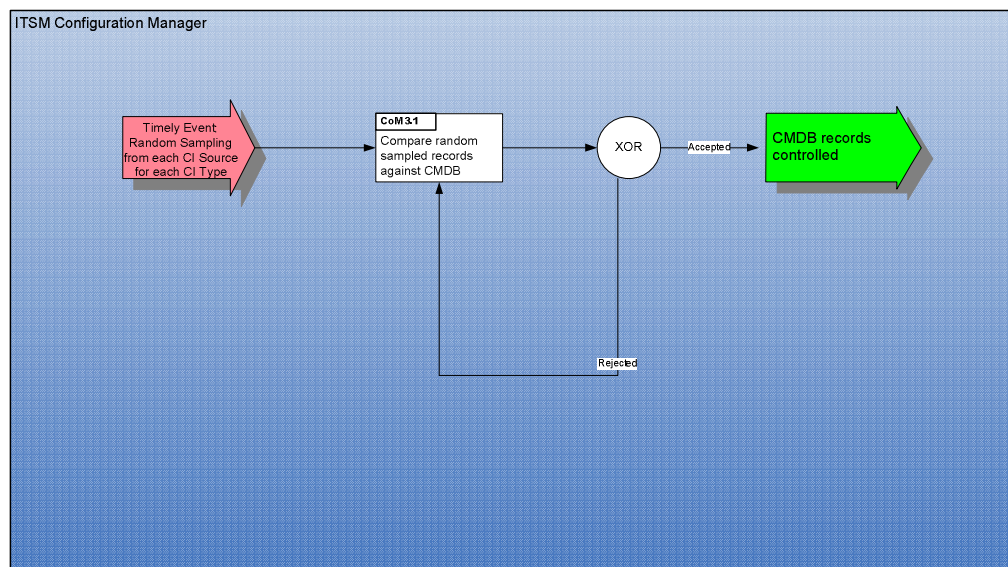 ITSM Configuration Manager
Timely Event
Random Sampling
from each CI Source
for each CI Type
CoM3.1
Compare random
sampled records
against CMDB
XOR
Accepted
CMDB records
controlled
Rejected